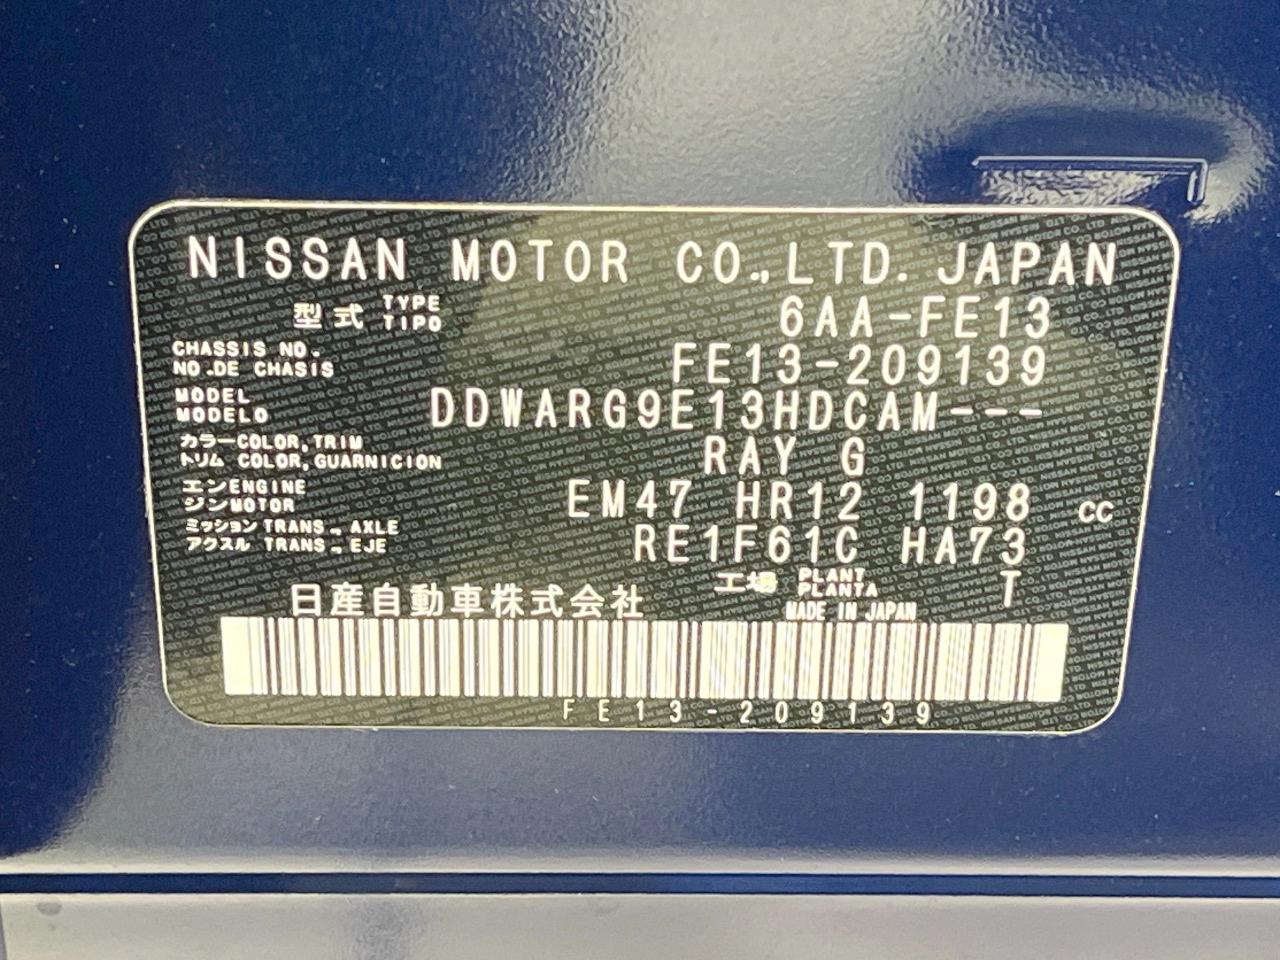 NISSAN MOTOR CO.,LTD. JAPAN
型式 TYPE TIPO 6AA-FE13
CHASSIS NO. NO.DE CHASIS FE13-209139
MODEL MODELO DDWARG9E13HDCAM---
カラー COLOR,TRIM トリム COLOR,GUARNICION RAY G
エンジン ENGINE MOTOR EM47 HR12 1198 cc
ミッション TRANS., AXLE アクスル TRANS., EJE RE1F61C HA73
工場 PLANT PLANTA T
日産自動車株式会社 MADE IN JAPAN
FE13-209139